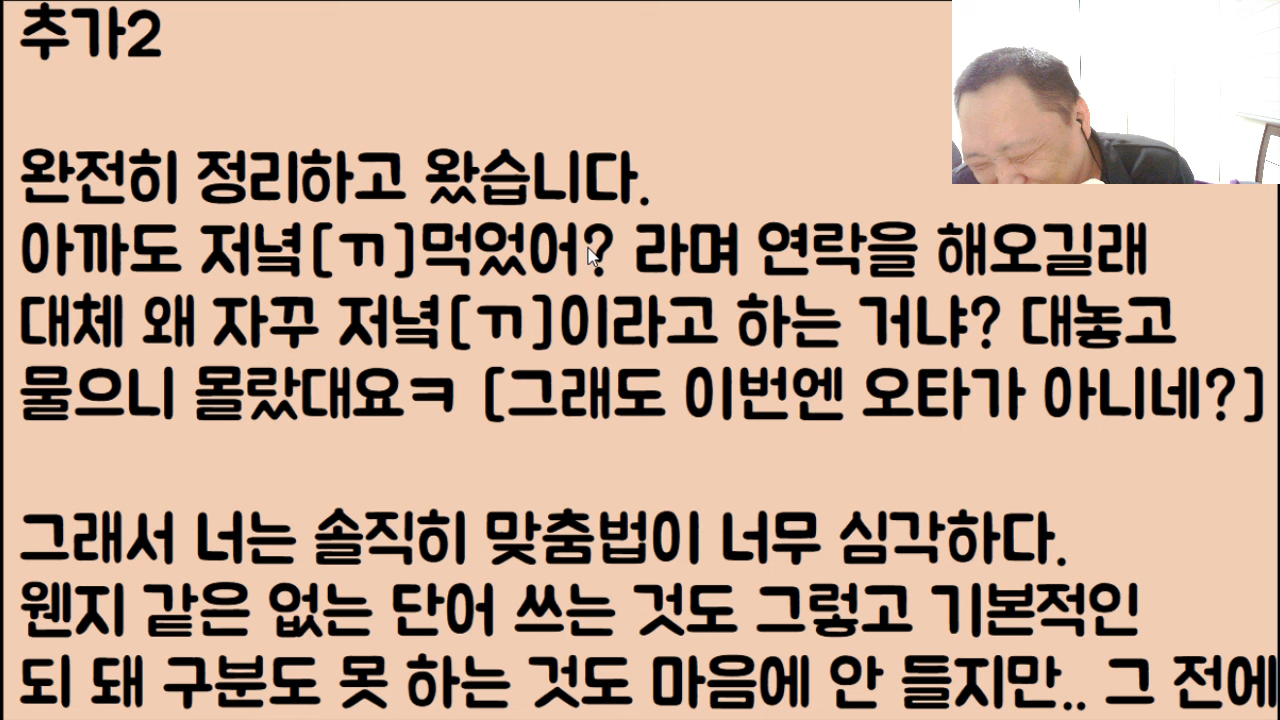 추가2
완전히 정리하고 왔습니다.
아까도 저녘(ㄲ)먹었어? 라며 연락을 해오길래
대체 왜 자꾸 저녘(ㄲ)이라고 하는 거냐? 대놓고
물으니 몰랐대요ㅋ (그래도 이번엔 오타가 아니네?)
그래서 너는 솔직히 맞춤법이 너무 심각하다.
웬지 같은 없는 단어 쓰는 것도 그렇고 기본적인
되 돼 구분도 못 하는 것도 마음에 안 들지만.. 그 전에